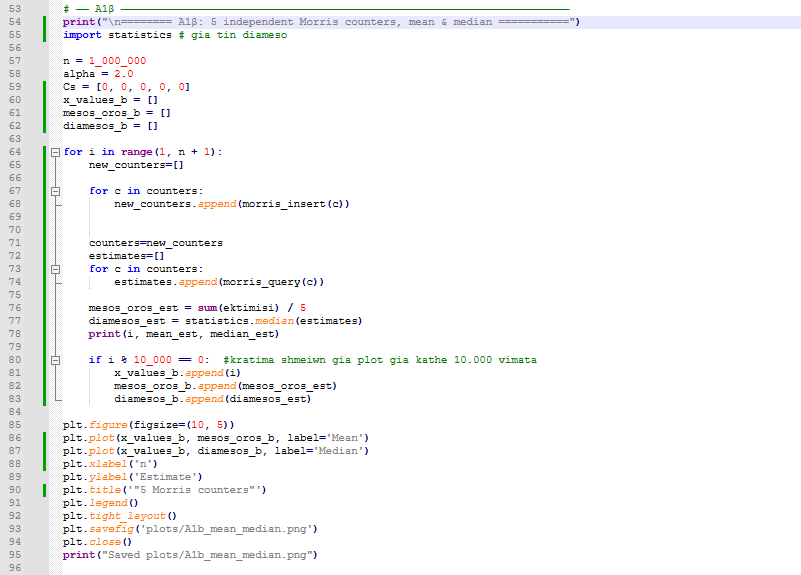 53 # — A1β ————————————————————————————
54 print("\n======== A1β: 5 independent Morris counters, mean & median ===========")
55 import statistics # gia tin diameso
56
57 n = 1_000_000
58 alpha = 2.0
59 Cs = [0, 0, 0, 0, 0]
60 x_values_b = []
61 mesos_oros_b = []
62 diamesos_b = []
63
64 for i in range(1, n + 1):
65 new_counters=[]
66
67 for c in counters:
68 new_counters.append(morris_insert(c))
69
70
71 counters=new_counters
72 estimates=[]
73 for c in counters:
74 estimates.append(morris_query(c))
75
76 mesos_oros_est = sum(ektimisi) / 5
77 diamesos_est = statistics.median(estimates)
78 print(i, mean_est, median_est)
79
80 if i % 10_000 == 0: #kratima shmeiwn gia plot gia kathe 10.000 vimata
81 x_values_b.append(i)
82 mesos_oros_b.append(mesos_oros_est)
83 diamesos_b.append(diamesos_est)
84
85 plt.figure(figsize=(10, 5))
86 plt.plot(x_values_b, mesos_oros_b, label='Mean')
87 plt.plot(x_values_b, diamesos_b, label='Median')
88 plt.xlabel('n')
89 plt.ylabel('Estimate')
90 plt.title('"5 Morris counters"')
91 plt.legend()
92 plt.tight_layout()
93 plt.savefig('plots/A1b_mean_median.png')
94 plt.close()
95 print("Saved plots/A1b_mean_median.png")
96